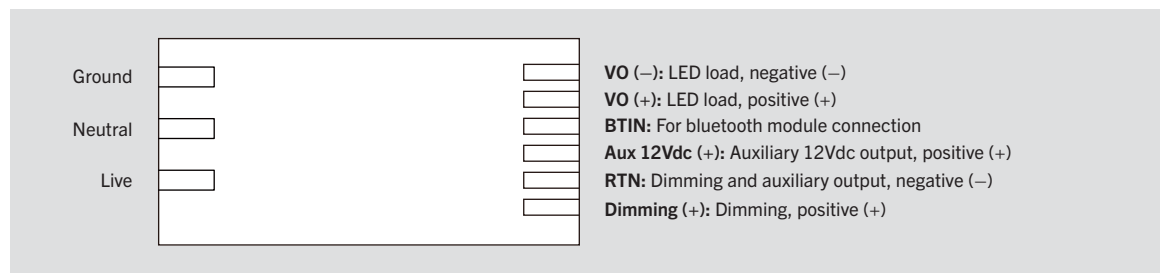 Ground
Neutral
Live
VO (−): LED load, negative (−)
VO (+): LED load, positive (+)
BTIN: For bluetooth module connection
Aux 12Vdc (+): Auxiliary 12Vdc output, positive (+)
RTN: Dimming and auxiliary output, negative (−)
Dimming (+): Dimming, positive (+)